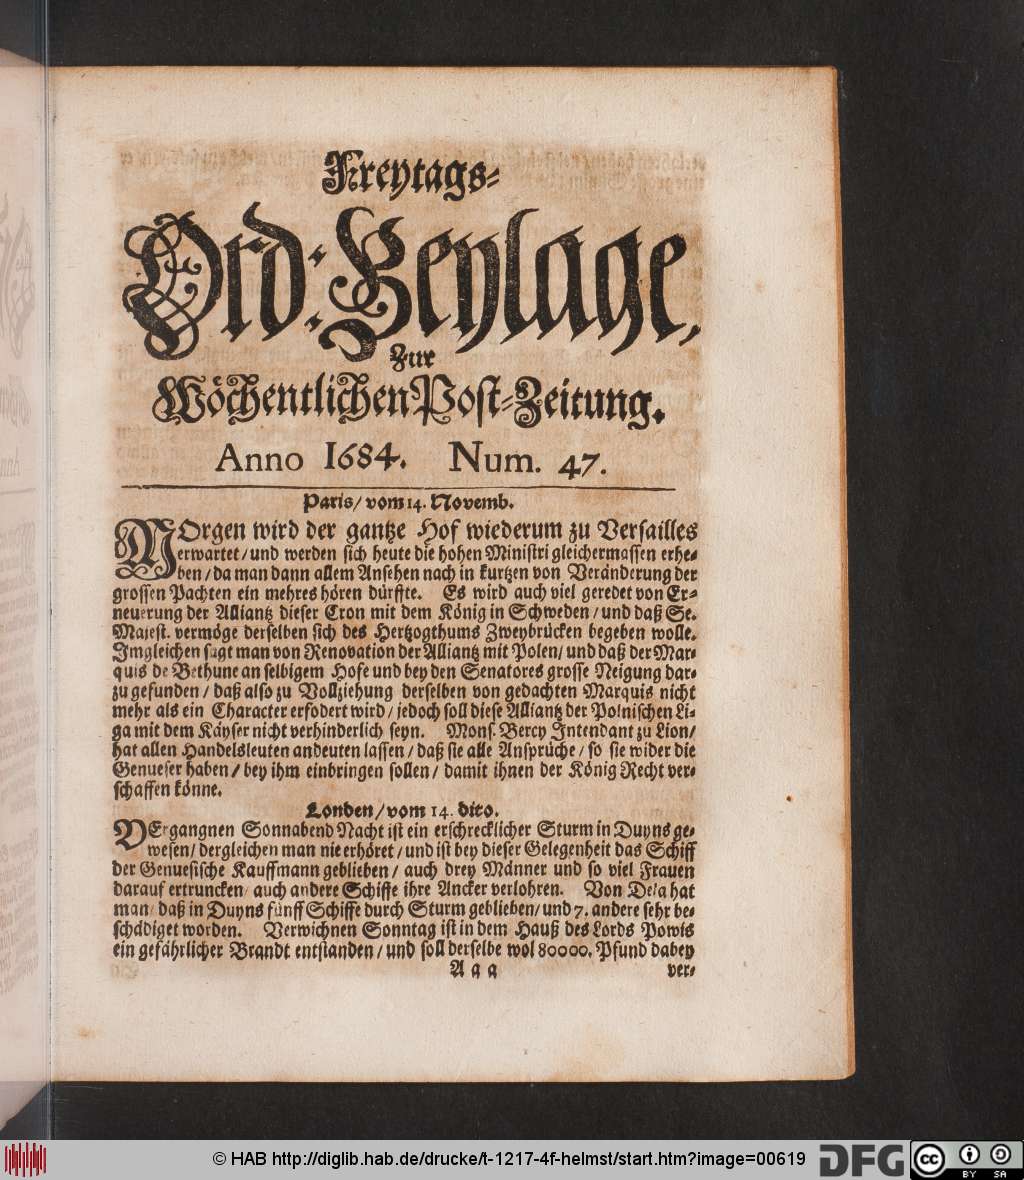 Freytags-
Ord: Beylage,
Zur
Wöchentlichen Post-Zeitung.
Anno 1684. Num. 47.
Paris/ vom 14. Novemb.
MOrgen wird der gantze Hof wiederum zu Versailles
erwartet/ und werden sich heute die hohen Ministri gleichermassen erhe-
ben/ da man dann allem Ansehen nach in kurtzen von Veränderung der
grossen Pachten ein mehres hören dürffte. Es wird auch viel geredet von Er-
neuerung der Alliantz dieser Cron mit dem König in Schweden/ und daß Se.
Majest. vermöge derselben sich des Hertzogthums Zweybrücken begeben wolle.
Imgleichen sagt man von Renovation der Alliantz mit Polen/ und daß der Mar-
quis de Bethune an selbigem Hofe und bey den Senatores grosse Neigung dar-
zu gefunden/ daß also zu Vollziehung derselben von gedachten Marquis nicht
mehr als ein Character erfodert wird/ jedoch soll diese Alliantz der Polnischen Li-
ga mit dem Käyser nicht verhinderlich seyn. Mons. Bercy Intendant zu Lion/
hat allen Handelsleuten andeuten lassen/ daß sie alle Ansprüche/ so sie wider die
Genueser haben/ bey ihm einbringen sollen/ damit ihnen der König Recht ver-
schaffen könne.
Londen/ vom 14. dito.
VErgangnen Sonnabend Nacht ist ein erschrecklicher Sturm in Duyns ge-
wesen/ dergleichen man nie erhöret/ und ist bey dieser Gelegenheit das Schiff
der Genuesische Kauffmann geblieben/ auch drey Männer und so viel Frauen
darauf ertruncken/ auch andere Schiffe ihre Ancker verlohren. Von Dela hat
man/ daß in Duyns fünff Schiffe durch Sturm geblieben/ und 7. andere sehr be-
schädiget worden. Verwichnen Sonntag ist in dem Hauß des Lords Powis
ein gefährlicher Brandt entstanden/ und soll derselbe wol 80000. Pfund dabey
A a a ver-
© HAB http://diglib.hab.de/drucke/t-1217-4f-helmst/start.htm?image=00619
DFG
cc BY SA